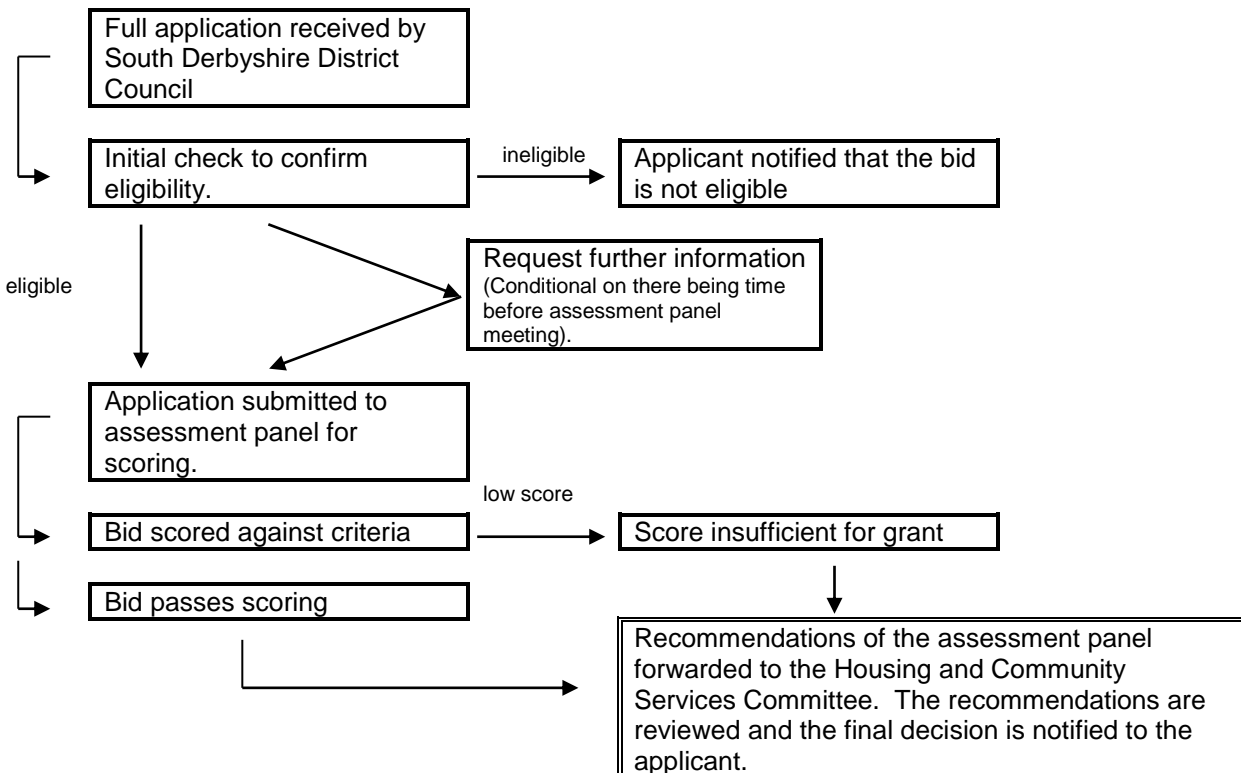 Full application received by
South Derbyshire District
Council
Initial check to confirm
eligibility.
ineligible
Applicant notified that the bid
is not eligible
eligible
Request further information
(Conditional on there being time
before assessment panel
meeting).
Application submitted to
assessment panel for
scoring.
low score
Bid scored against criteria
Score insufficient for grant
Bid passes scoring
Recommendations of the assessment panel
forwarded to the Housing and Community
Services Committee.  The recommendations are
reviewed and the final decision is notified to the
applicant.